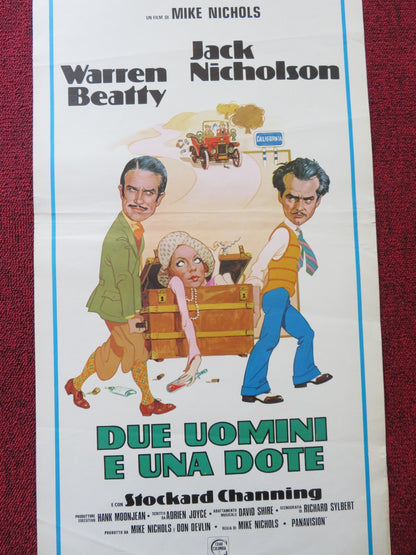 UN FILM DI MIKE NICHOLS
Warren Beatty
Jack Nicholson
CALIFORNIA
DUE UOMINI
E UNA DOTE
E CON Stockard Channing
PRODUTTORE ESECUTIVO HANK MOONJEAN · SCRITTO DA ADRIEN JOYCE · ADATTAMENTO MUSICALE DAVID SHIRE · SCENOGRAFIA DI RICHARD SYLBERT
PRODOTTO DA MIKE NICHOLS E DON DEVLIN · REGIA DI MIKE NICHOLS · PANAVISION®